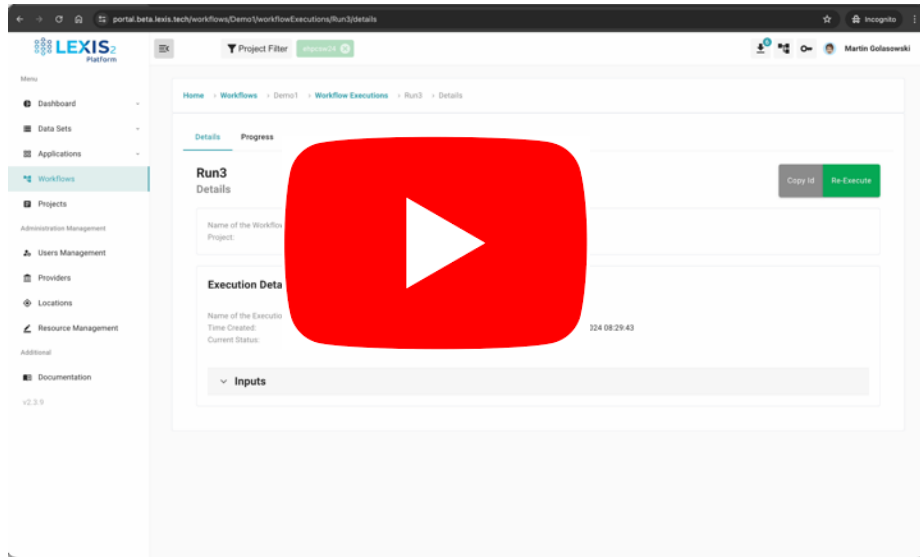 portal.beta.lexis.tech/workflows/Demo1/workflowExecutions/Run3/details
Incognito
LEXIS2
Platform
Project Filter
Martin Golasowski
Menu
Dashboard
Data Sets
Applications
Workflows
Projects
Administration Management
Users Management
Providers
Locations
Resource Management
Additional
Documentation
v2.3.9
Home › Workflows › Demo1 › Workflow Executions › Run3 › Details
Details Progress
Run3
Details
Copy Id Re-Execute
Name of the Workflow
Project:
Execution Deta
Name of the Executio
Time Created: 024 08:29:43
Current Status:
Inputs